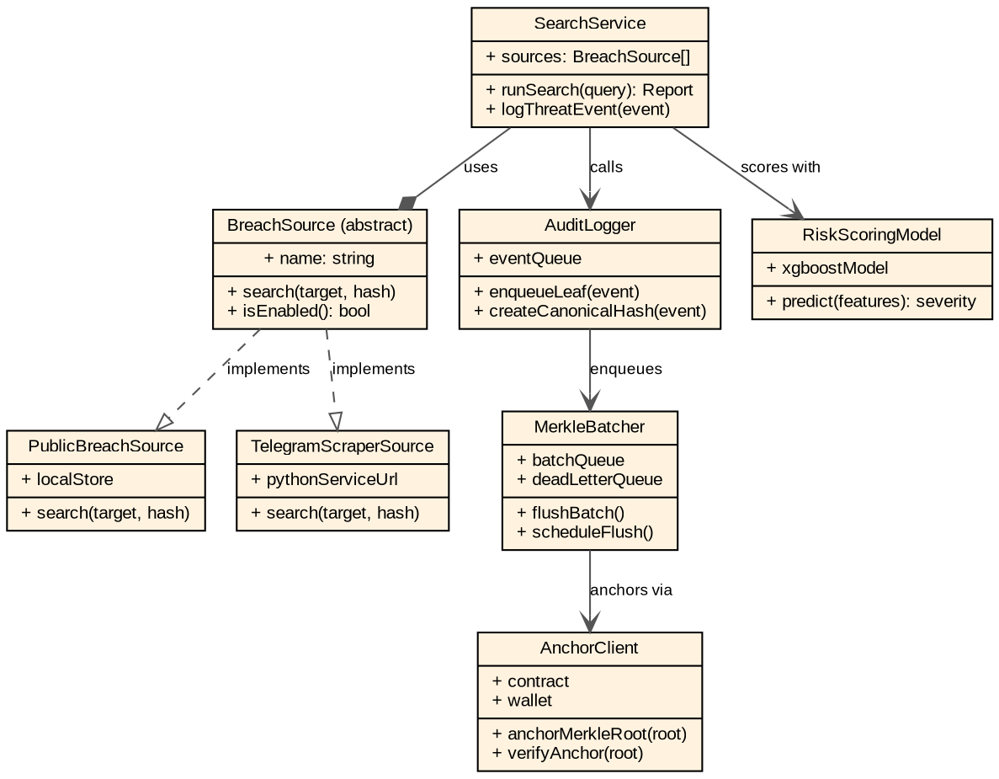 SearchService
+ sources: BreachSource[]
+ runSearch(query): Report
+ logThreatEvent(event)
uses
calls
scores with
BreachSource (abstract)
+ name: string
+ search(target, hash)
+ isEnabled(): bool
AuditLogger
+ eventQueue
+ enqueueLeaf(event)
+ createCanonicalHash(event)
RiskScoringModel
+ xgboostModel
+ predict(features): severity
implements
implements
enqueues
PublicBreachSource
+ localStore
+ search(target, hash)
TelegramScraperSource
+ pythonServiceUrl
+ search(target, hash)
MerkleBatcher
+ batchQueue
+ deadLetterQueue
+ flushBatch()
+ scheduleFlush()
anchors via
AnchorClient
+ contract
+ wallet
+ anchorMerkleRoot(root)
+ verifyAnchor(root)